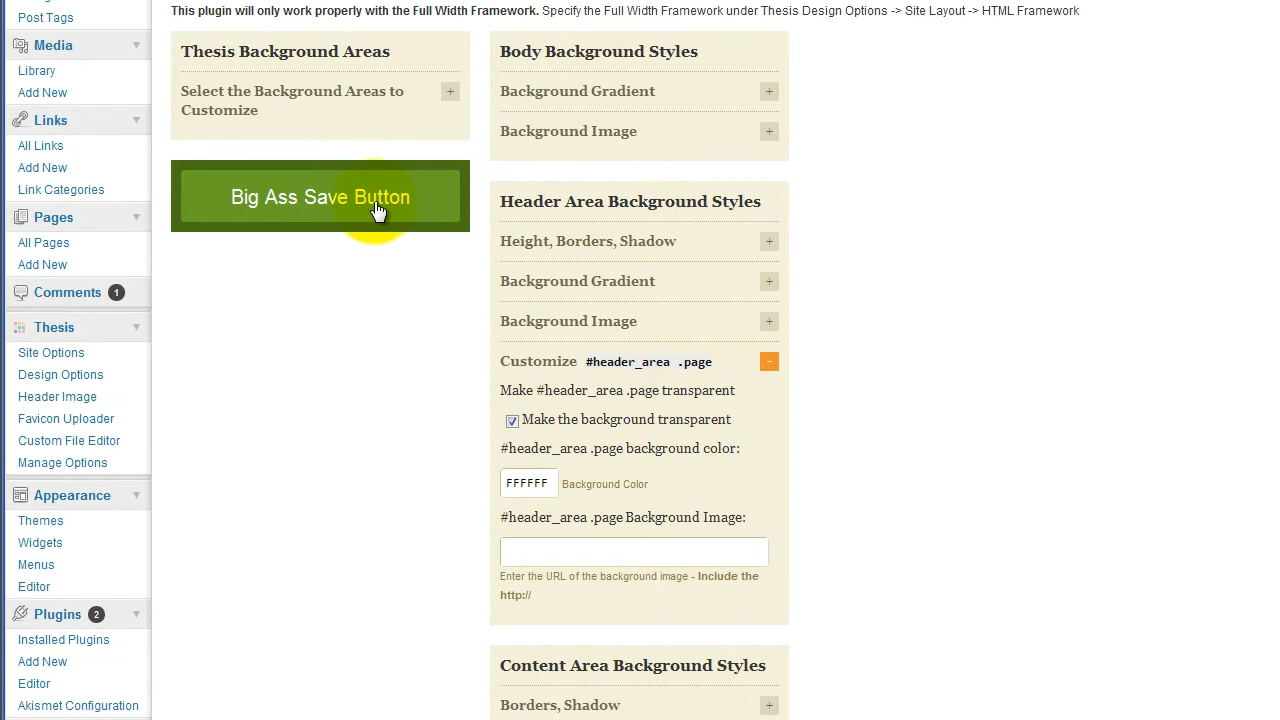 This plugin will only work properly with the Full Width Framework. Specify the Full Width Framework under Thesis Design Options -> Site Layout -> HTML Framework
Post Tags
Media
Library
Add New
Links
All Links
Add New
Link Categories
Pages
All Pages
Add New
Comments 1
Thesis
Site Options
Design Options
Header Image
Favicon Uploader
Custom File Editor
Manage Options
Appearance
Themes
Widgets
Menus
Editor
Plugins 2
Installed Plugins
Add New
Editor
Akismet Configuration
Thesis Background Areas
Select the Background Areas to
Customize
+
Big Ass Save Button
Body Background Styles
Background Gradient +
Background Image +
Header Area Background Styles
Height, Borders, Shadow +
Background Gradient +
Background Image +
Customize #header_area .page -
Make #header_area .page transparent
Make the background transparent
#header_area .page background color:
FFFFFF Background Color
#header_area .page Background Image:
Enter the URL of the background image - Include the
http://
Content Area Background Styles
Borders, Shadow +